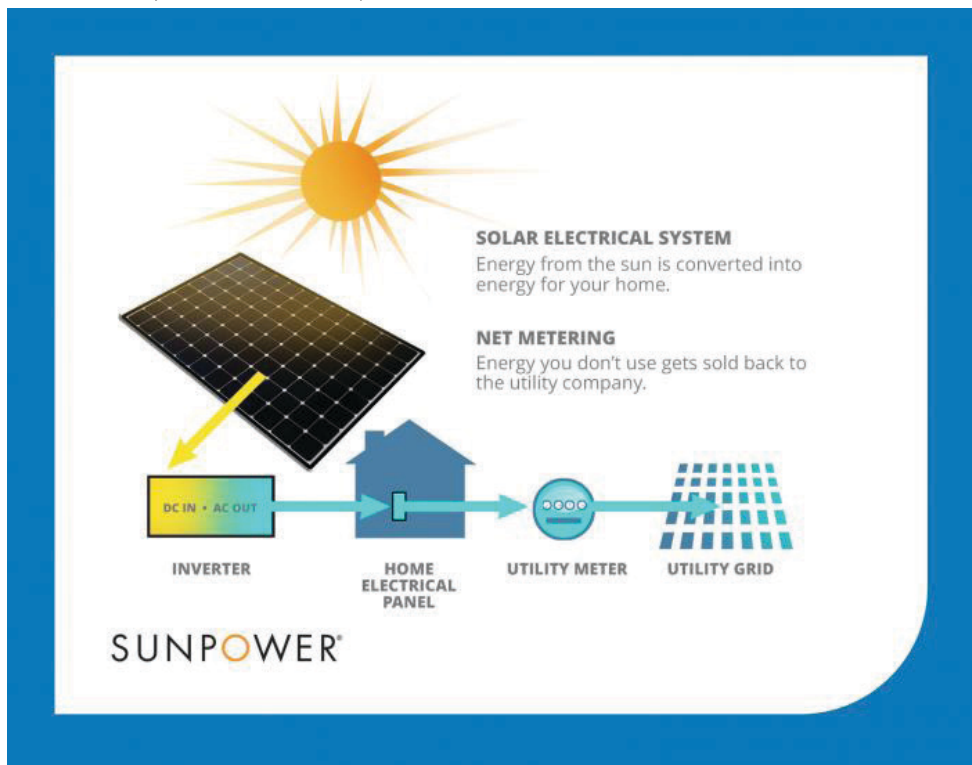 SOLAR ELECTRICAL SYSTEM
Energy from the sun is converted into
energy for your home.
NET METERING
Energy you don't use gets sold back to
the utility company.
DC IN • AC OUT
INVERTER
HOME
ELECTRICAL
PANEL
UTILITY METER
UTILITY GRID
SUNPOWER®